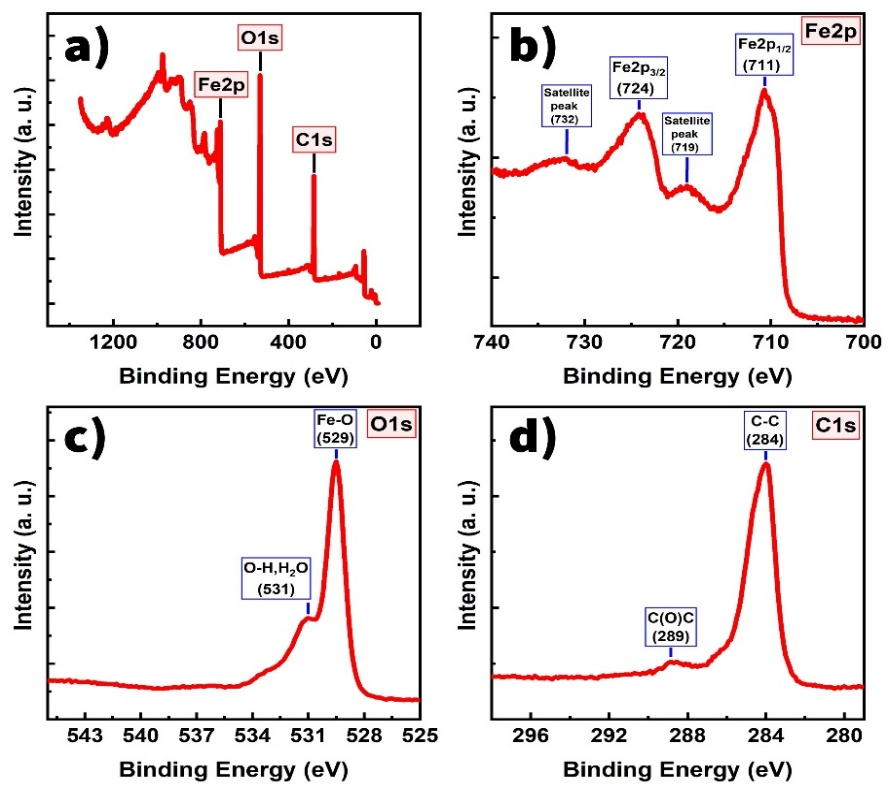 a)
O1s
Fe2p
C1s
Intensity (a. u.)
1200 800 400 0
Binding Energy (eV)
b)
Fe2p
Fe2p1/2
(711)
Fe2p3/2
(724)
Satellite
peak
(732)
Satellite
peak
(719)
Intensity (a. u.)
740 730 720 710 700
Binding Energy (eV)
c)
O1s
Fe-O
(529)
O-H,H2O
(531)
Intensity (a. u.)
543 540 537 534 531 528 525
Binding Energy (eV)
d)
C1s
C-C
(284)
C(O)C
(289)
Intensity (a. u.)
296 292 288 284 280
Binding Energy (eV)